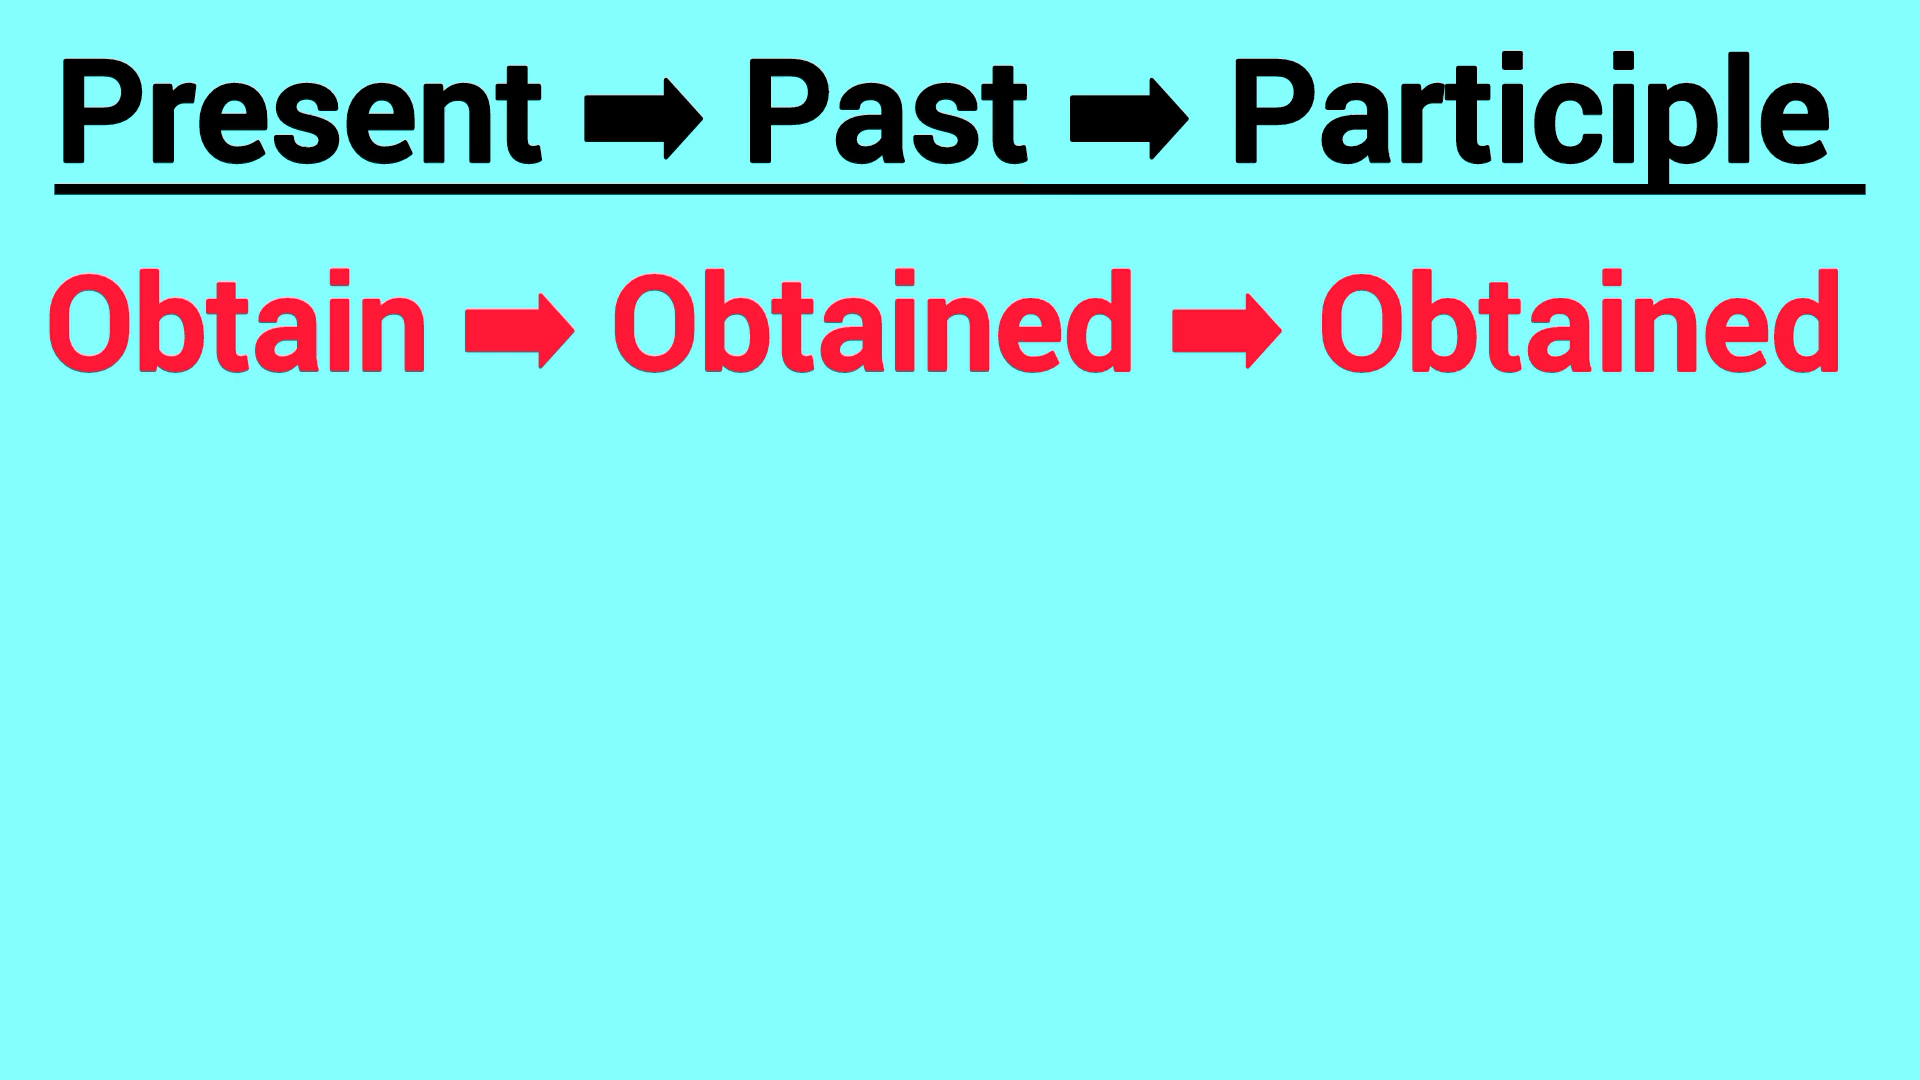 Present ➡ Past ➡ Participle
Obtain ➡ Obtained ➡ Obtained